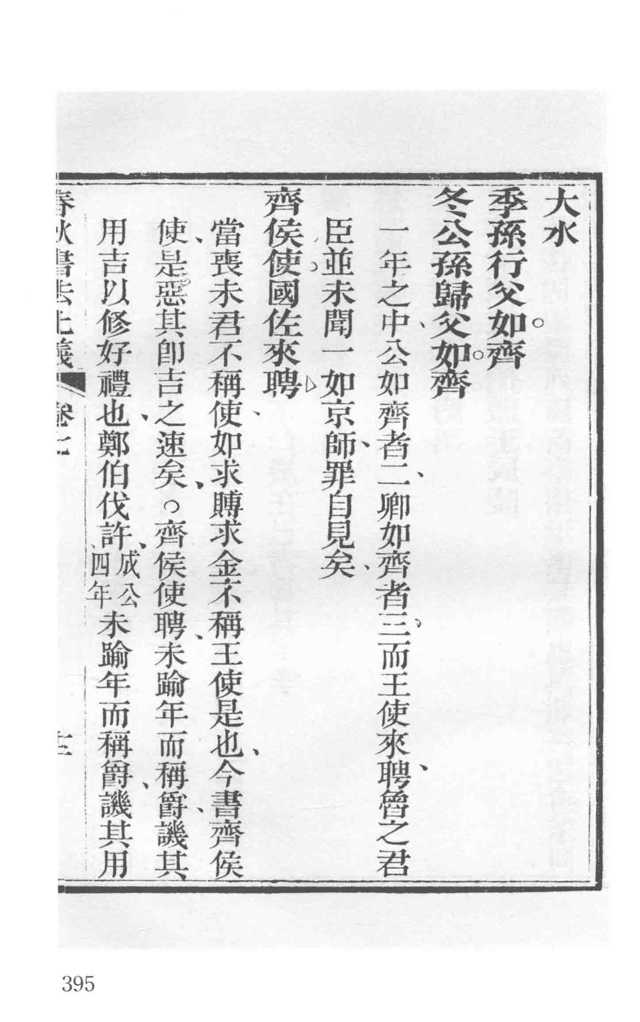 大水
季孫行父如齊
冬公孫歸父如齊
一年之中公如齊者二卿如齊者三而王使來聘魯之君
臣並未聞一如京師罪自見矣
齊侯使國佐來聘
當喪未君不稱使如求賻求金不稱王使是也今書齊侯
使是惡其卽吉之速矣○齊侯使聘未踰年而稱爵譏其
用吉以修好禮也鄭伯伐許成公四年未踰年而稱爵譏其用
春秋書法比義
395